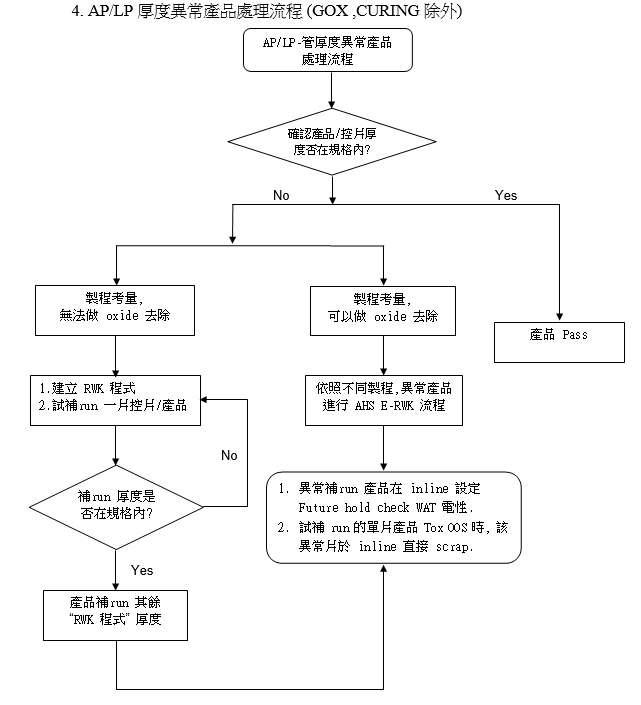 4. AP/LP 厚度異常產品處理流程 (GOX ,CURING 除外)
AP/LP-管厚度異常產品
處理流程
確認產品/控片厚
度否在規格內?
No
Yes
製程考量,
無法做 oxide 去除
製程考量,
可以做 oxide 去除
產品 Pass
1.建立 RWK 程式
2.試補run 一片控片/產品
依照不同製程,異常產品
進行 AHS E-RWK 流程
No
補run 厚度是
否在規格內?
1. 異常補run 產品在 inline 設定
Future hold check WAT 電性.
2. 試補 run的單片產品 Tox OOS時, 該
異常片於 inline 直接 scrap.
Yes
產品補run 其餘
“RWK 程式” 厚度